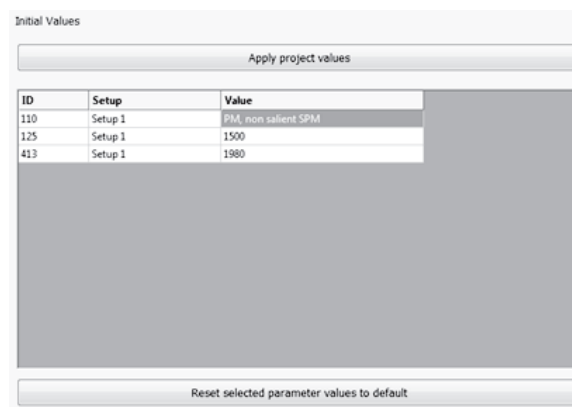 Initial Values
Apply project values
ID Setup Value
110 Setup 1 PM, non salient SPM
125 Setup 1 1500
413 Setup 1 1980
Reset selected parameter values to default